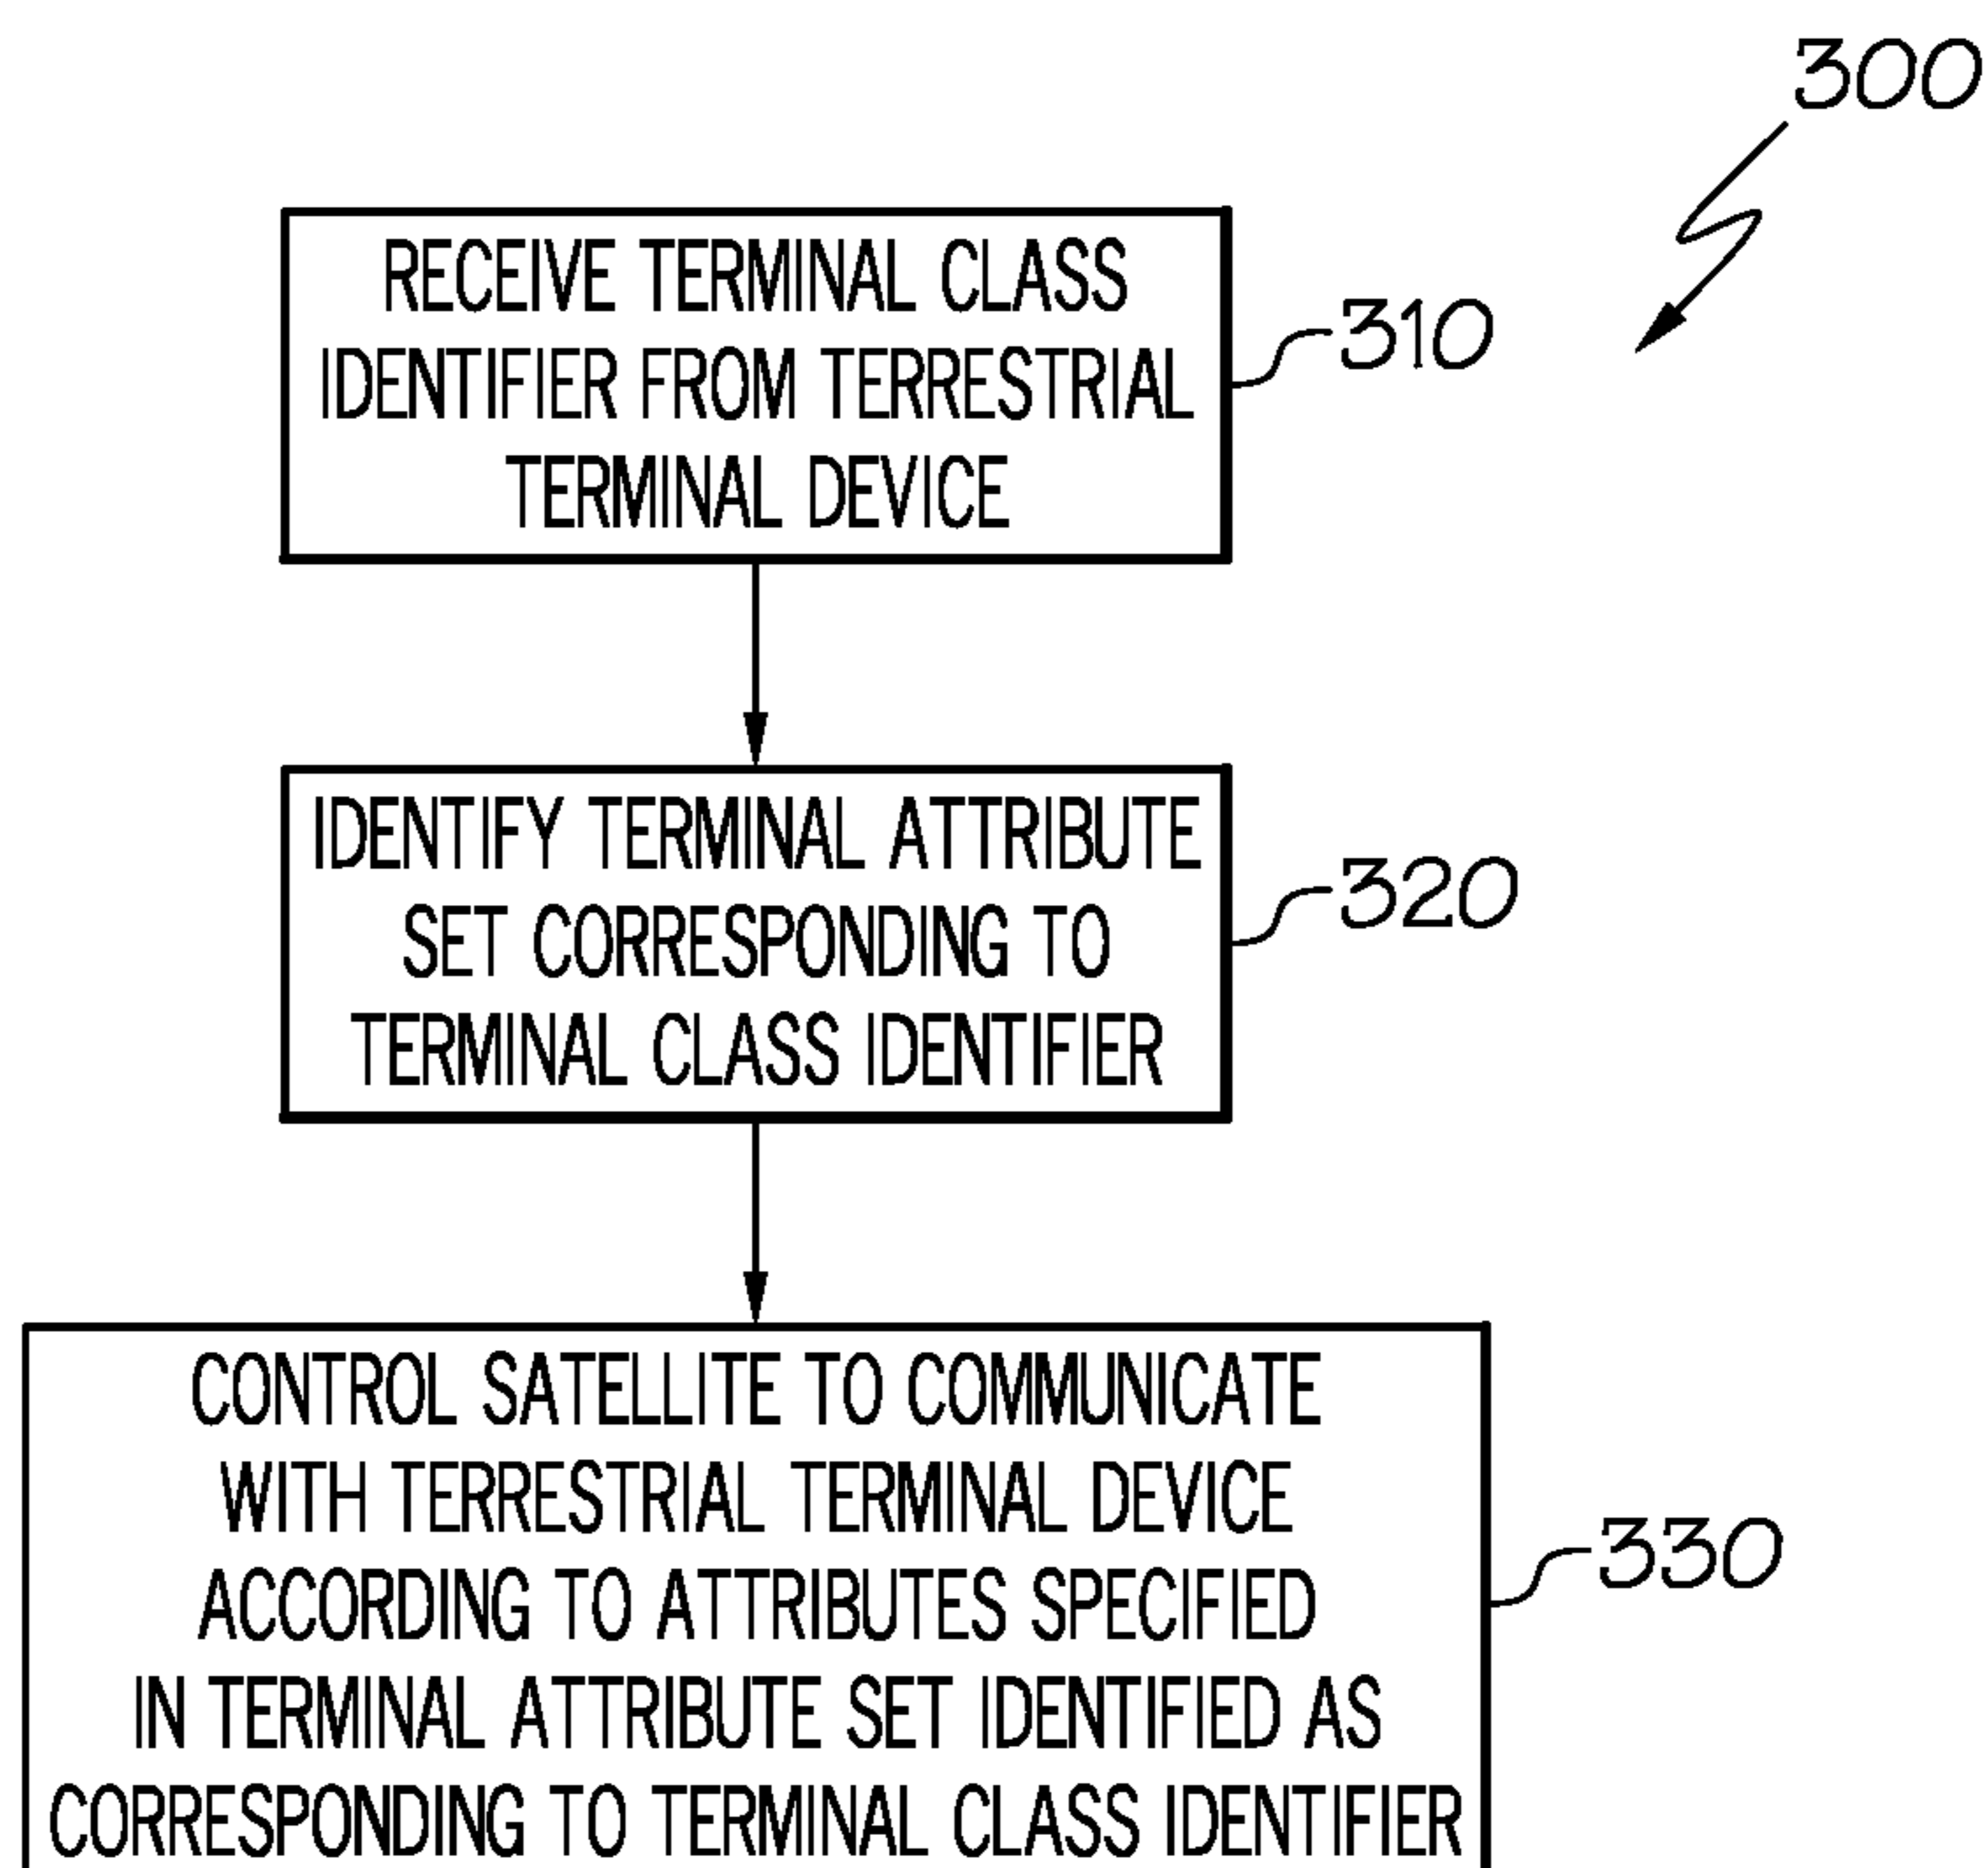 300
RECEIVE TERMINAL CLASS
IDENTIFIER FROM TERRESTRIAL
TERMINAL DEVICE
310
IDENTIFY TERMINAL ATTRIBUTE
SET CORRESPONDING TO
TERMINAL CLASS IDENTIFIER
320
CONTROL SATELLITE TO COMMUNICATE
WITH TERRESTRIAL TERMINAL DEVICE
ACCORDING TO ATTRIBUTES SPECIFIED
IN TERMINAL ATTRIBUTE SET IDENTIFIED AS
CORRESPONDING TO TERMINAL CLASS IDENTIFIER
330